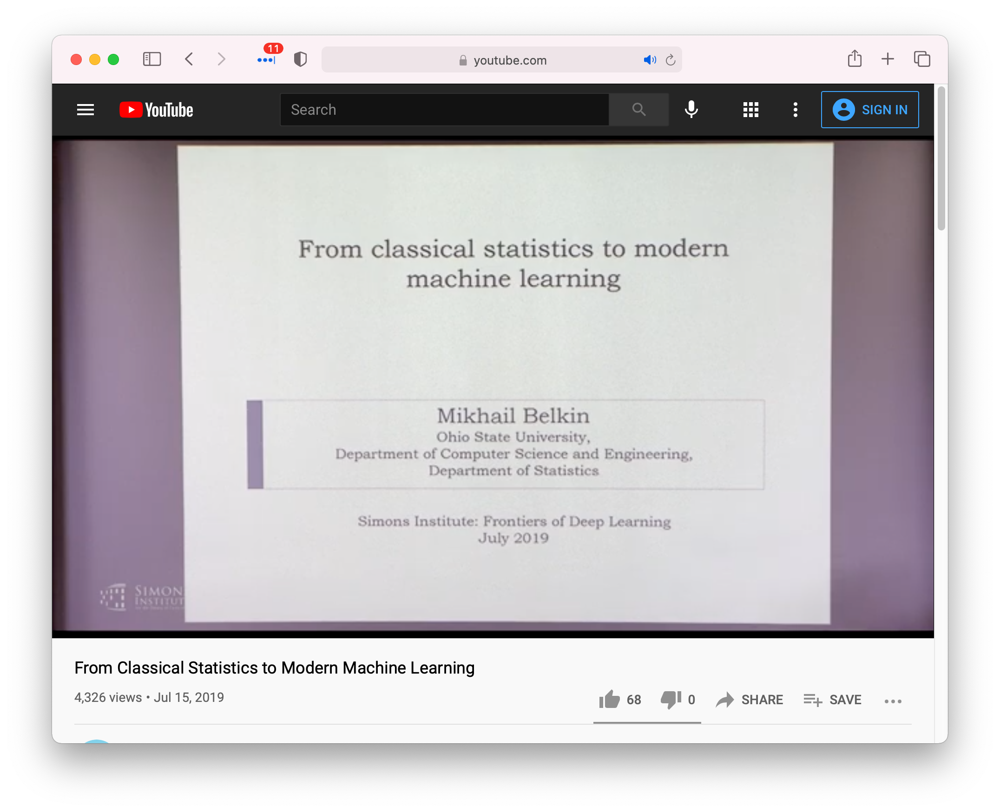 11
youtube.com
YouTube
Search
SIGN IN
From classical statistics to modern
machine learning
Mikhail Belkin
Ohio State University,
Department of Computer Science and Engineering,
Department of Statistics
Simons Institute: Frontiers of Deep Learning
July 2019
SIMON
INSTITUT
From Classical Statistics to Modern Machine Learning
4,326 views • Jul 15, 2019
68
0
SHARE
SAVE